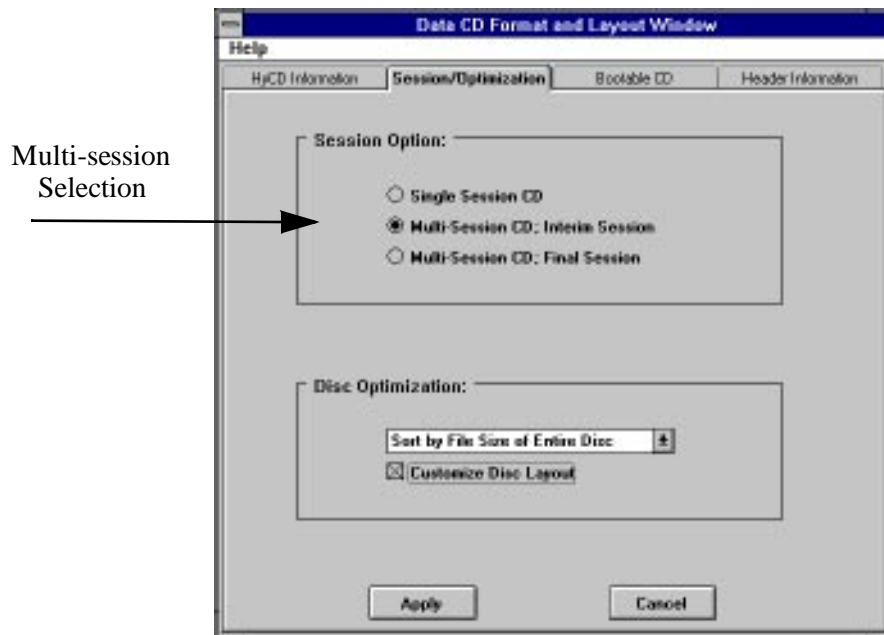 Data CD Format and Layout Window
Help
HyCD Information
Session/Optimization
Bootable CD
Header Information
Multi-session
Selection
Session Option:
Single Session CD
Multi-Session CD; Interim Session
Multi-Session CD; Final Session
Disc Optimization:
Sort by File Size of Entire Disc
Customize Disc Layout
Apply
Cancel